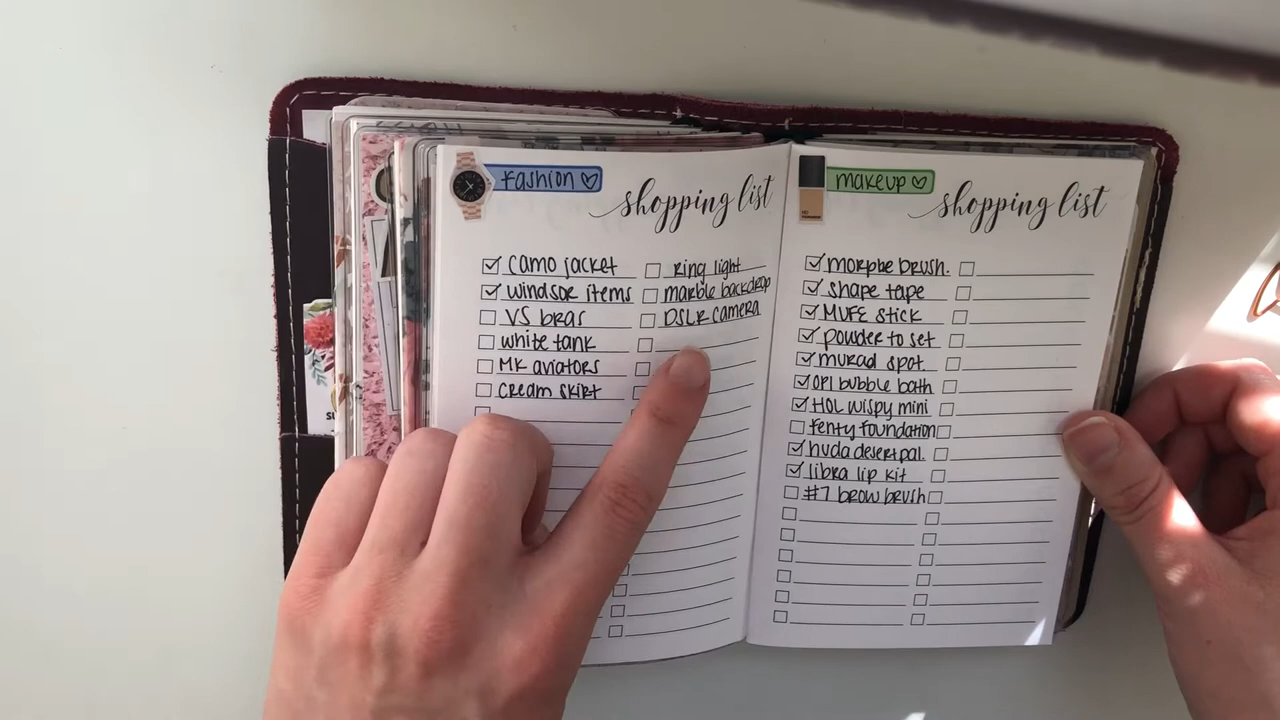 fashion ♡
shopping list
camo jacket
windsor items
VS bras
white tank
MK aviators
cream skirt
ring light
marble backdrop
DSLR camera
makeup ♡
shopping list
morphe brush.
shape tape
MUFE stick
powder to set
murad spot.
OPI bubble bath
HOL wispy mini
fenty foundation
huda desert pal.
libra lip kit
#7 brow brush